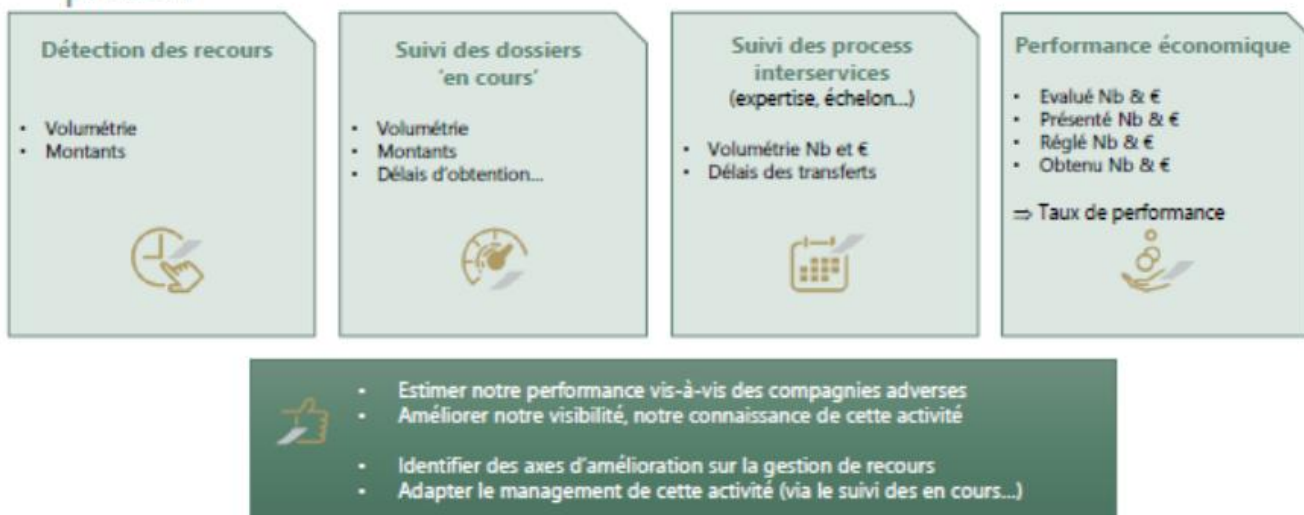 Détection des recours
• Volumétrie
• Montants
Suivi des dossiers
'en cours'
• Volumétrie
• Montants
• Délais d'obtention...
Suivi des process
interservices
(expertise, échelon...)
• Volumétrie Nb et €
• Délais des transferts
Performance économique
• Evalué Nb & €
• Présenté Nb & €
• Réglé Nb & €
• Obtenu Nb & €
⇒ Taux de performance
• Estimer notre performance vis-à-vis des compagnies adverses
• Améliorer notre visibilité, notre connaissance de cette activité
• Identifier des axes d'amélioration sur la gestion de recours
• Adapter le management de cette activité (via le suivi des en cours...)